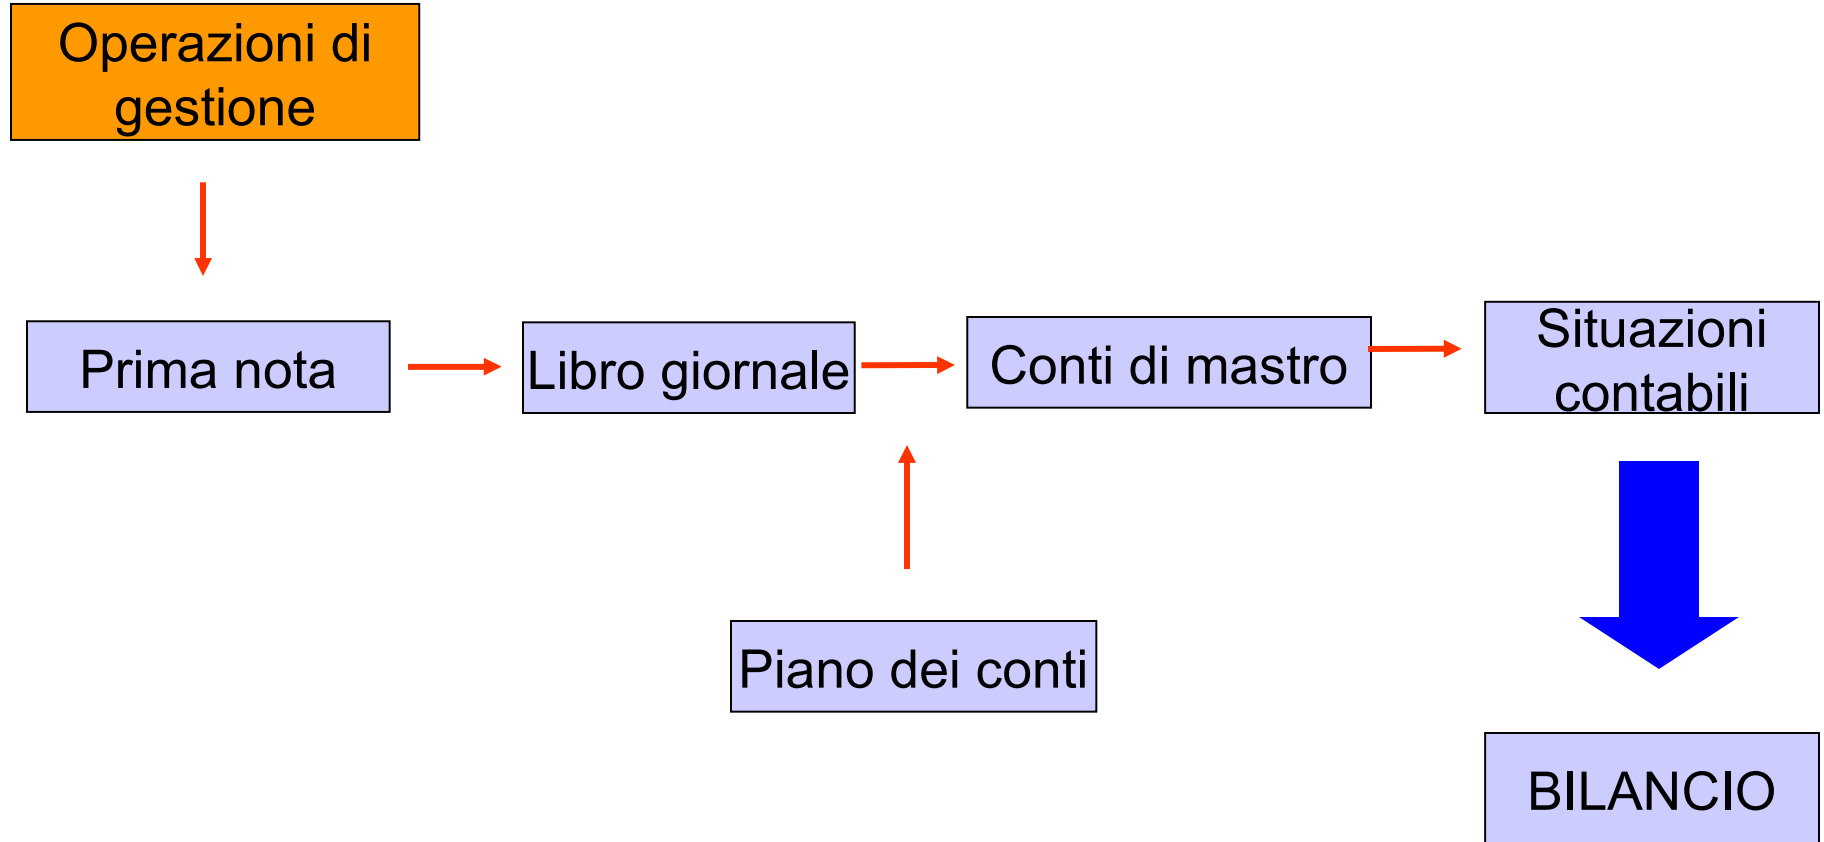 Operazioni di
gestione
Prima nota
Libro giornale
Conti di mastro
Situazioni
contabili
Piano dei conti
BILANCIO